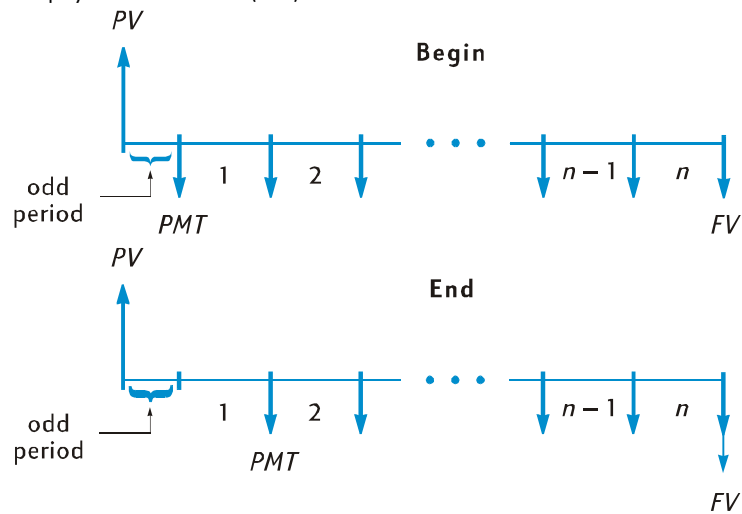 PV
Begin
1
2
n – 1
n
odd
period
PMT
FV
PV
End
1
2
n – 1
n
odd
period
PMT
FV